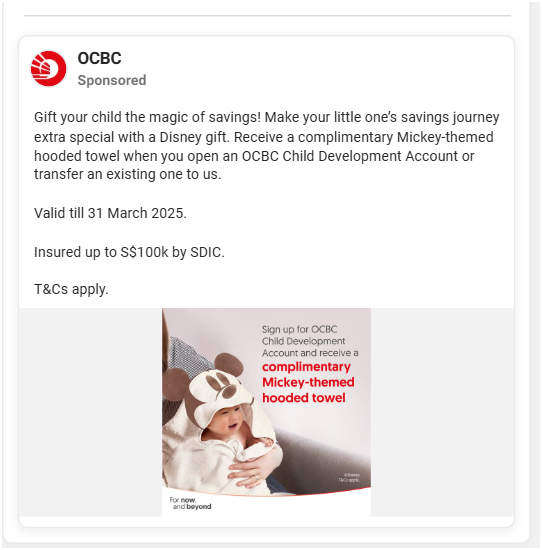 OCBC
Sponsored
Gift your child the magic of savings! Make your little one’s savings journey
extra special with a Disney gift. Receive a complimentary Mickey-themed
hooded towel when you open an OCBC Child Development Account or
transfer an existing one to us.
Valid till 31 March 2025.
Insured up to S$100k by SDIC.
T&Cs apply.
Sign up for OCBC
Child Development
Account and receive a
complimentary
Mickey-themed
hooded towel
©Disney
T&Cs apply.
For now,
and beyond